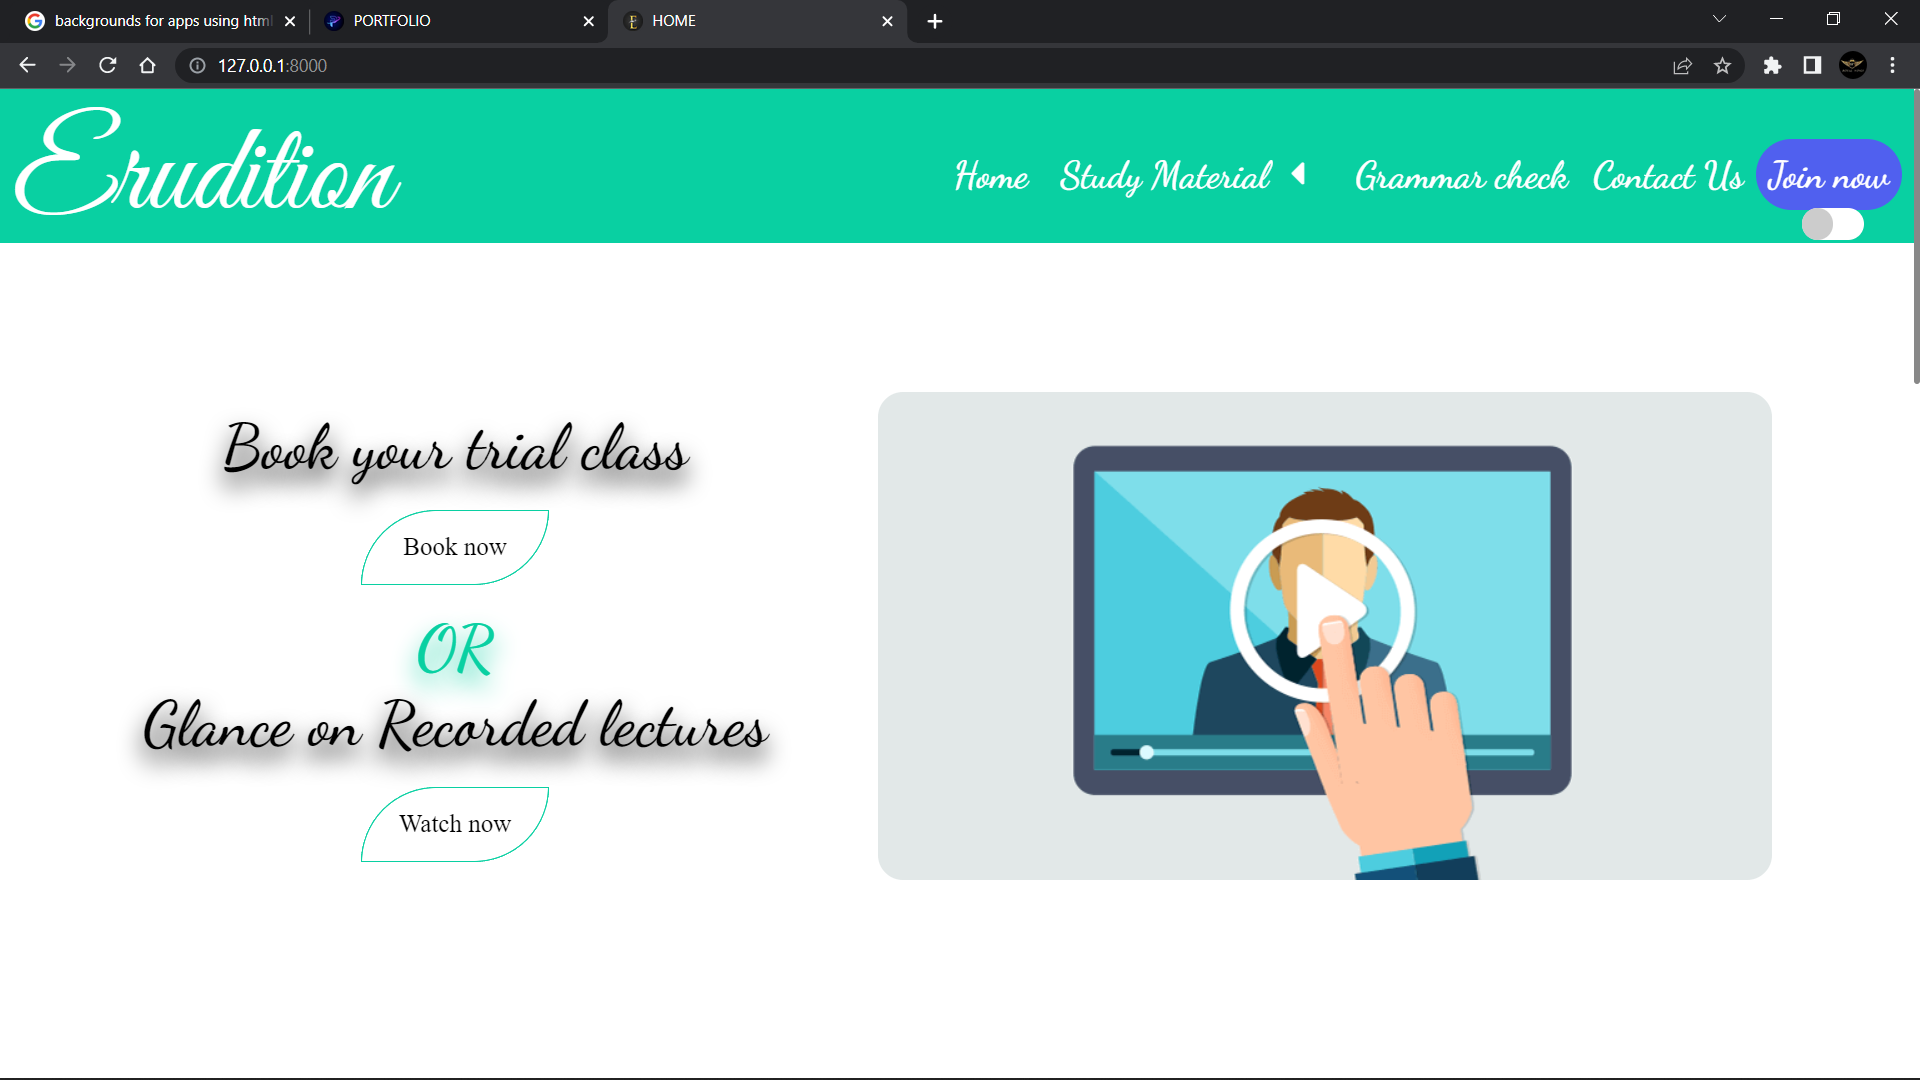 backgrounds for apps using html
PORTFOLIO
HOME
127.0.0.1:8000
Erudition
Home
Study Material
Grammar check
Contact Us
Join now
Book your trial class
Book now
OR
Glance on Recorded lectures
Watch now